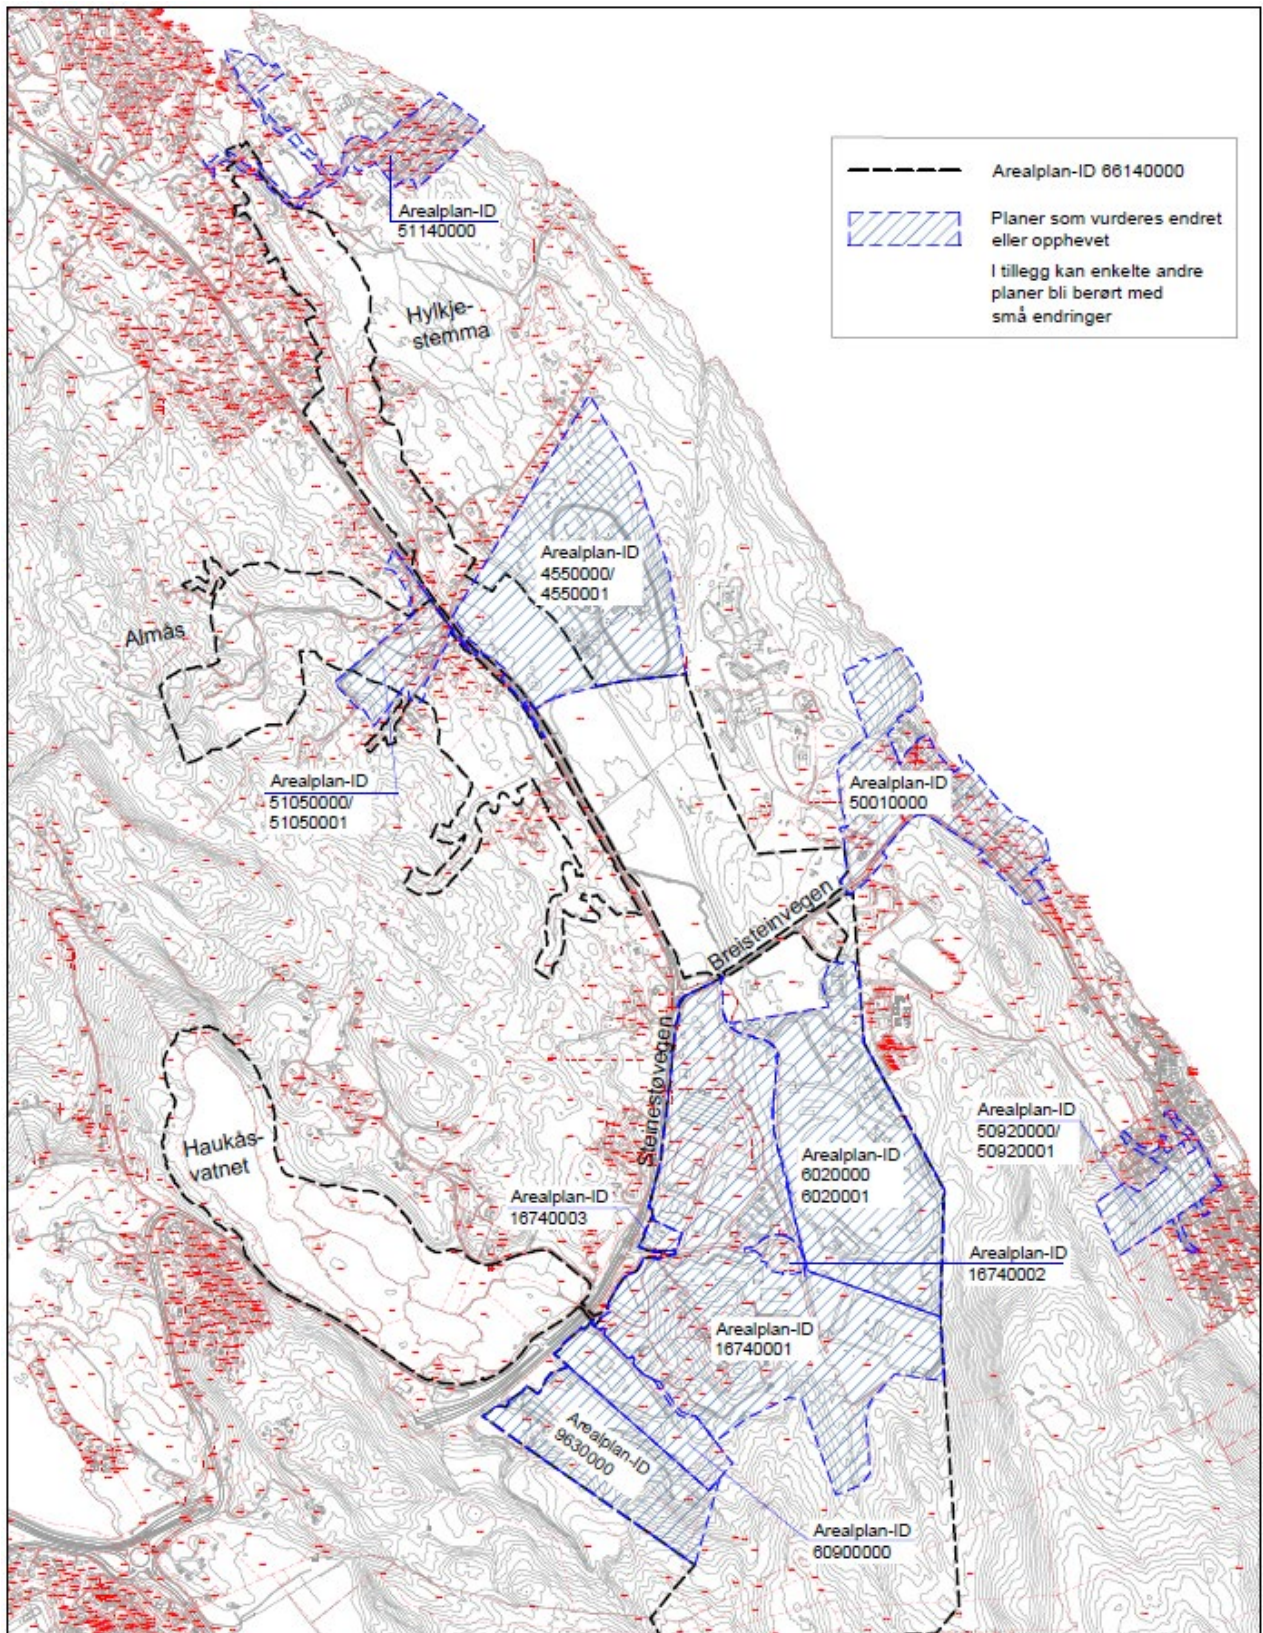 Arealplan-ID 66140000
Planer som vurderes endret
eller opphevet
I tillegg kan enkelte andre
planer bli berørt med
små endringer
Arealplan-ID
51140000
Hylkje-
stemma
Arealplan-ID
4550000/
4550001
Almås
Arealplan-ID
51050000/
51050001
Arealplan-ID
50010000
Breisteinvegen
Steinestøvegen
Haukås-
vatnet
Arealplan-ID
50920000/
50920001
Arealplan-ID
6020000
6020001
Arealplan-ID
16740003
Arealplan-ID
16740002
Arealplan-ID
16740001
Arealplan-ID
9630000
Arealplan-ID
60900000